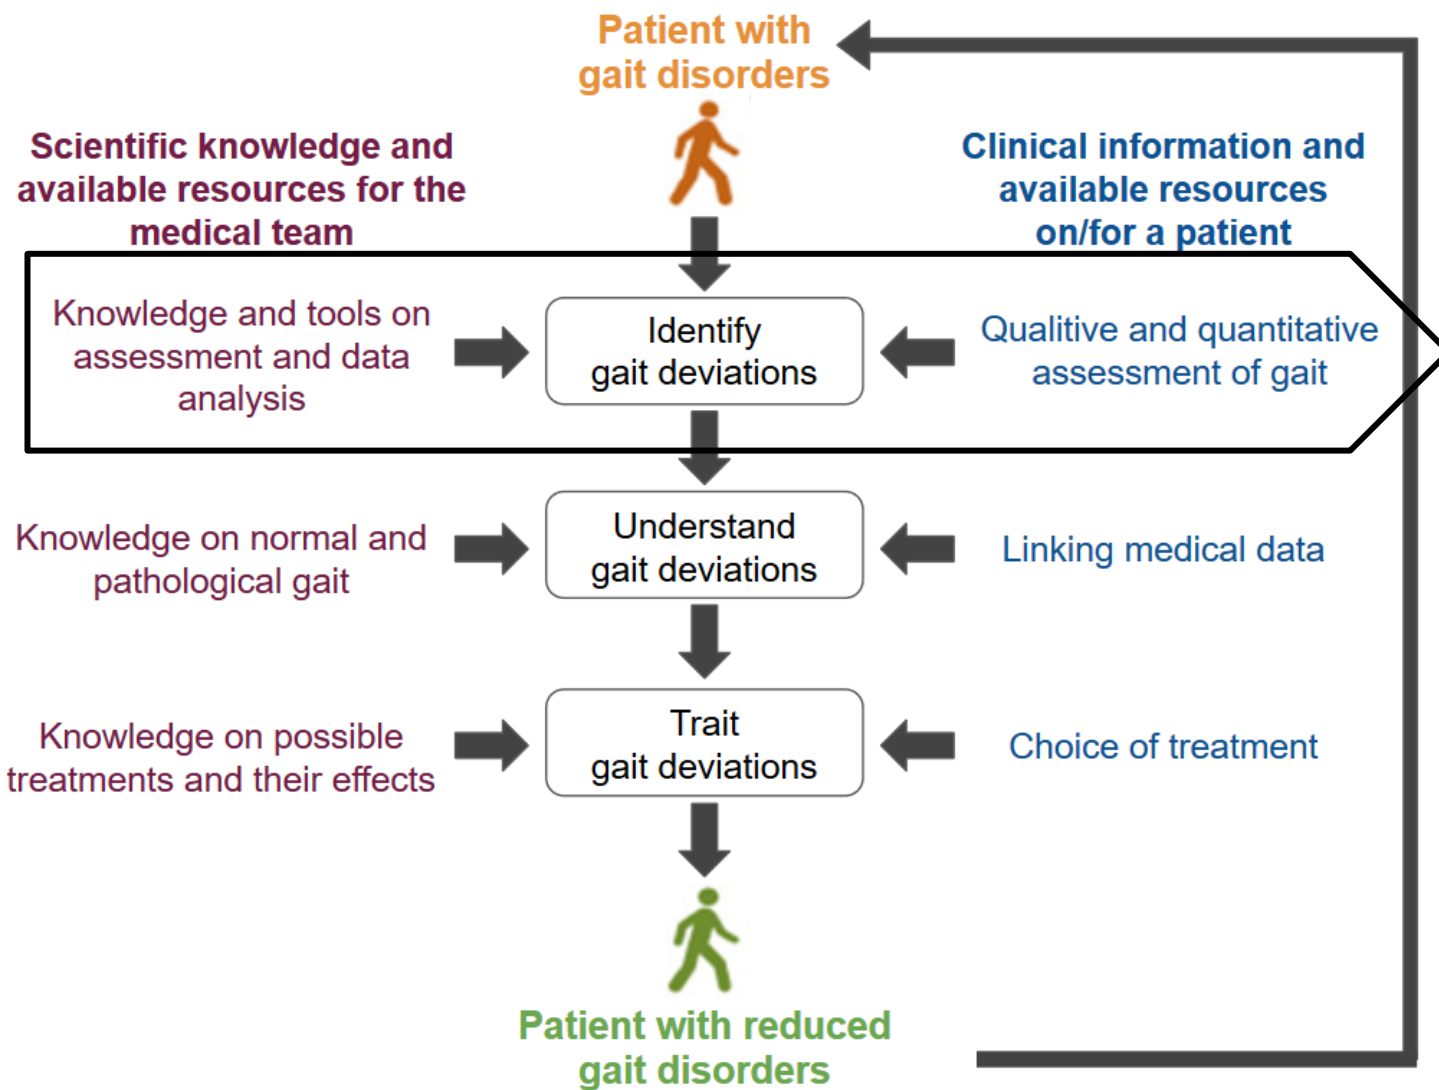 Patient with
gait disorders
Scientific knowledge and
available resources for the
medical team
Clinical information and
available resources
on/for a patient
Knowledge and tools on
assessment and data
analysis
Identify
gait deviations
Qualitive and quantitative
assessment of gait
Knowledge on normal and
pathological gait
Understand
gait deviations
Linking medical data
Knowledge on possible
treatments and their effects
Trait
gait deviations
Choice of treatment
Patient with reduced
gait disorders